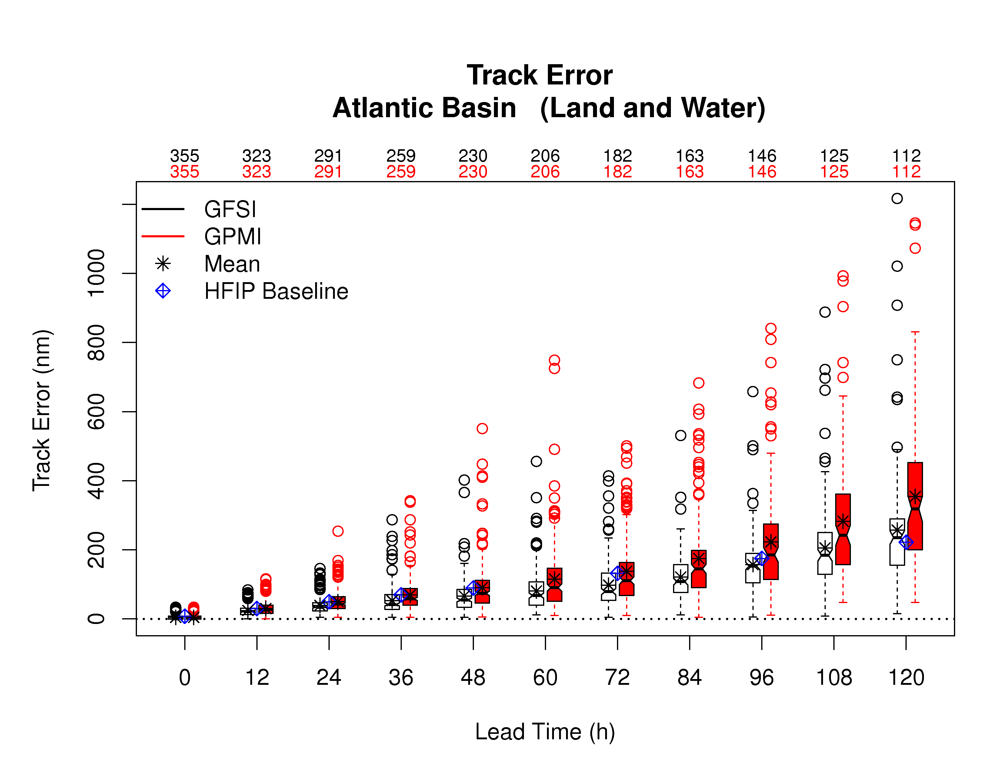 Track Error
Atlantic Basin (Land and Water)
355 323 291 259 230 206 182 163 146 125 112
355 323 291 259 230 206 182 163 146 125 112
GFSI
GPMI
Mean
HFIP Baseline
Track Error (nm)
0 200 400 600 800 1000
0 12 24 36 48 60 72 84 96 108 120
Lead Time (h)